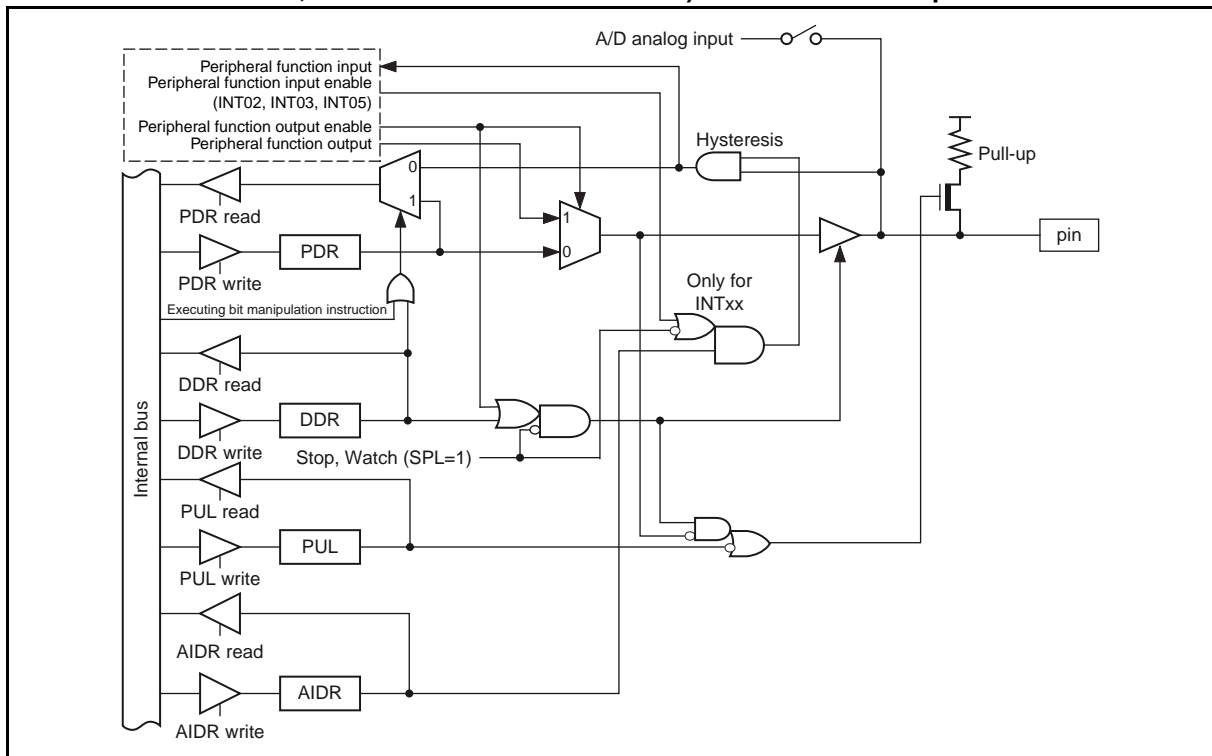 A/D analog input
Peripheral function input
Peripheral function input enable
(INT02, INT03, INT05)
Peripheral function output enable
Peripheral function output
Hysteresis
Pull-up
0
1
PDR read
1
0
PDR
pin
PDR write
Only for
INTxx
Executing bit manipulation instruction
DDR read
DDR
DDR write
Stop, Watch (SPL=1)
Internal bus
PUL read
PUL
PUL write
AIDR read
AIDR
AIDR write